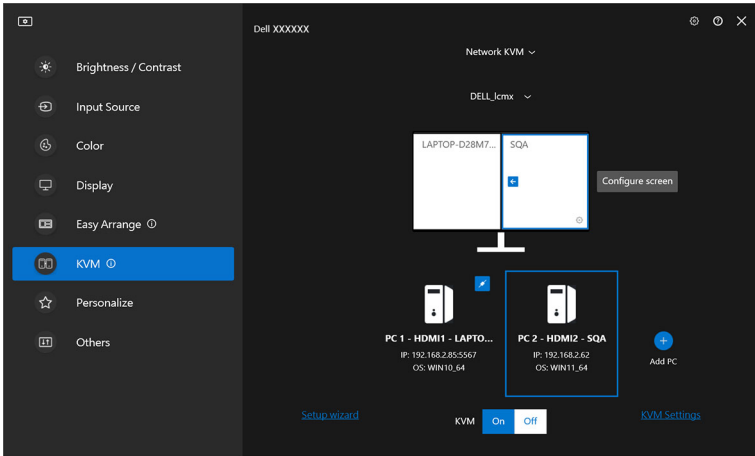 Dell XXXXXX
Network KVM
DELL_lcmx
Brightness / Contrast
Input Source
Color
Display
Easy Arrange
KVM
Personalize
Others
LAPTOP-D28M7...
SQA
Configure screen
PC 1 - HDMI1 - LAPTO...
IP: 192.168.2.85:5567
OS: WIN10_64
PC 2 - HDMI2 - SQA
IP: 192.168.2.62
OS: WIN11_64
Add PC
Setup wizard
KVM
On
Off
KVM Settings